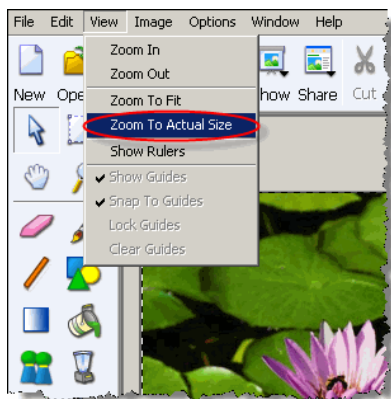 File Edit View Image Options Window Help
New Ope how Share Cut
Zoom In
Zoom Out
Zoom To Fit
Zoom To Actual Size
Show Rulers
Show Guides
Snap To Guides
Lock Guides
Clear Guides